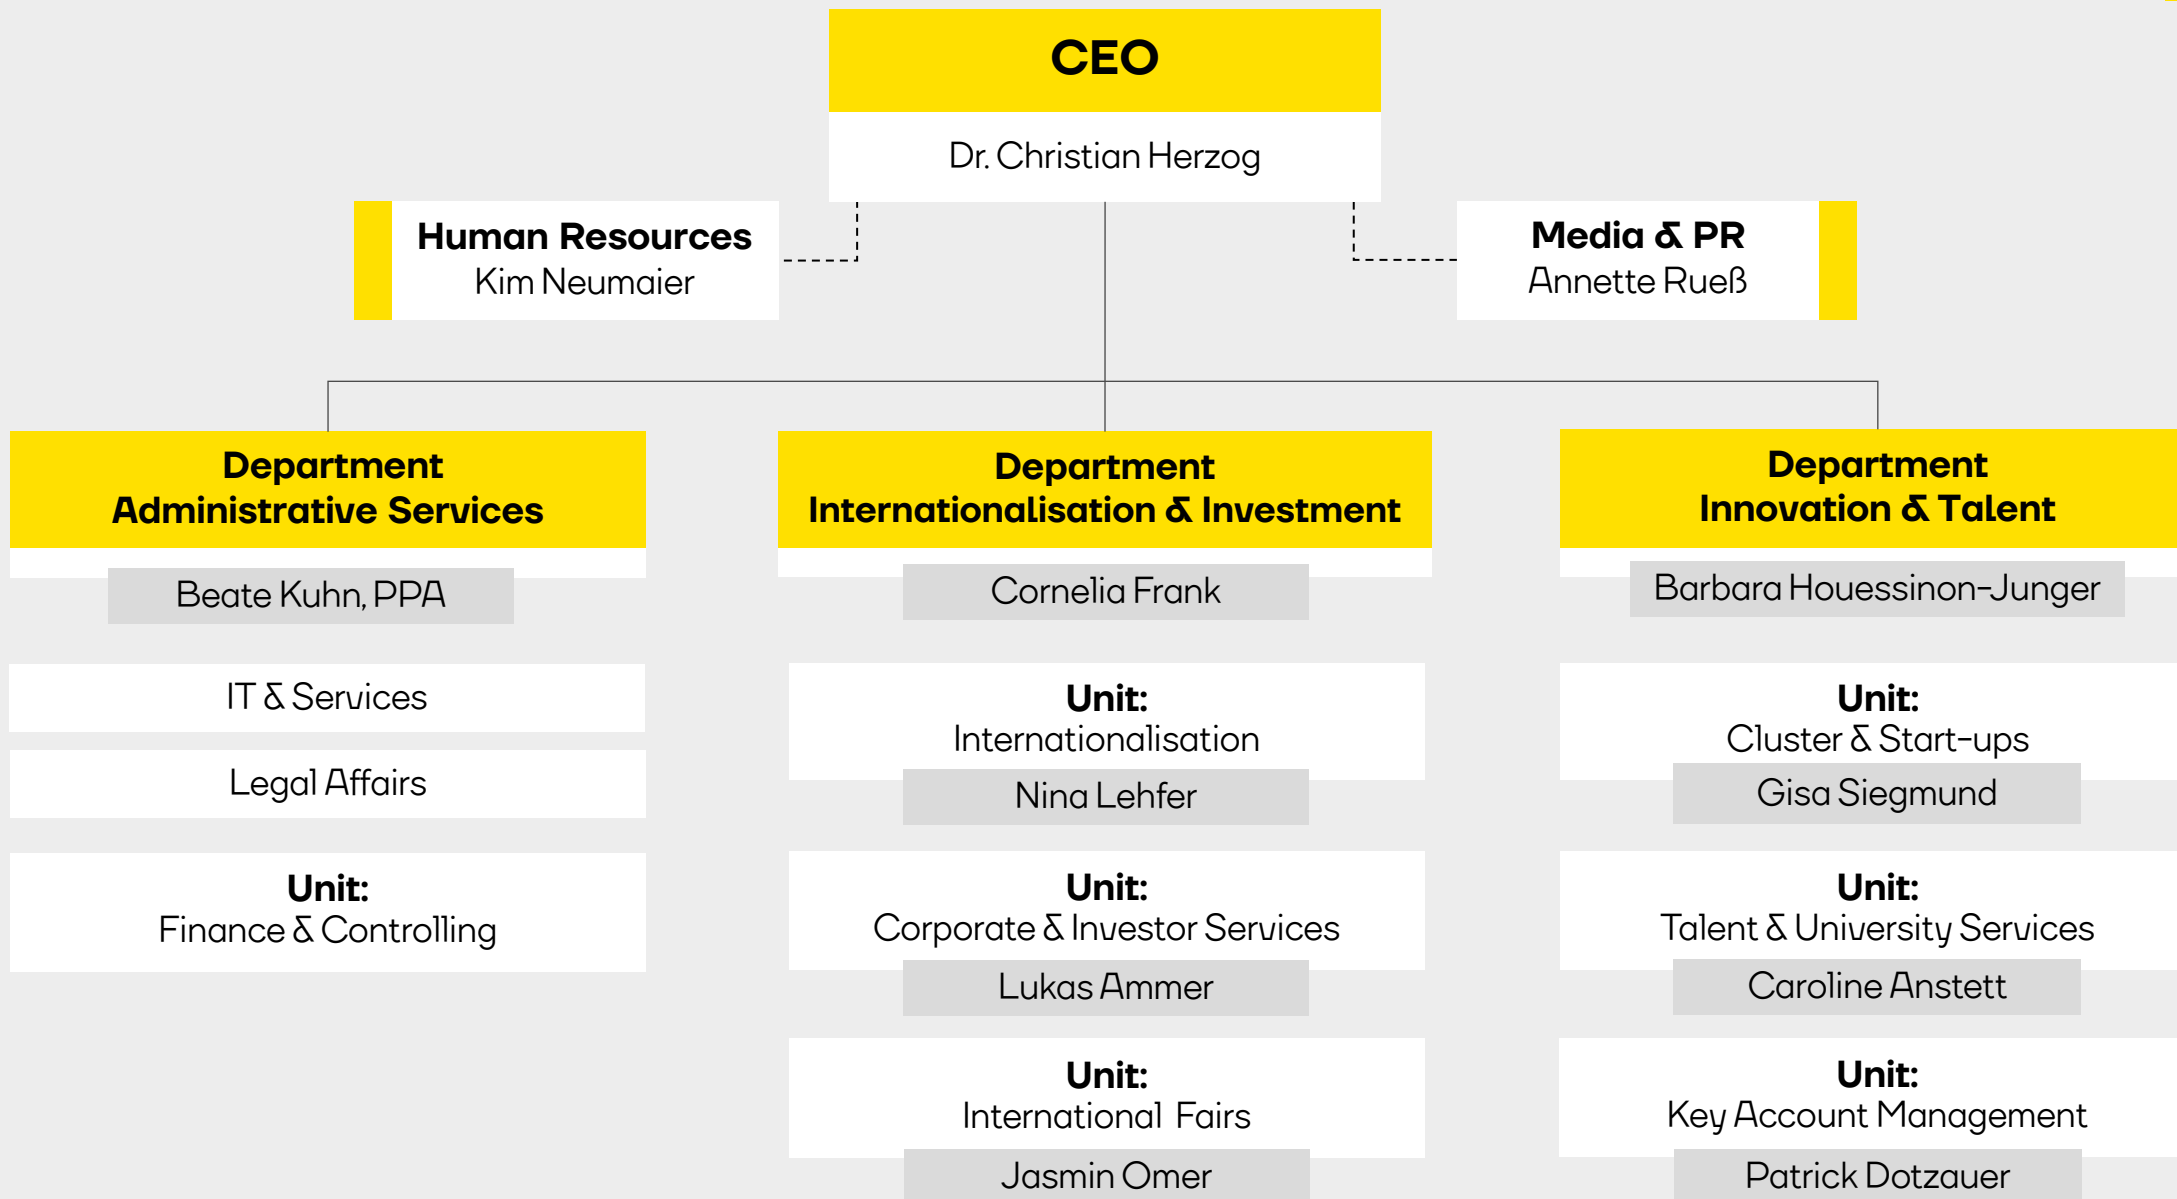 CEO
Dr. Christian Herzog
Human Resources
Kim Neumaier
Media & PR
Annette Rueß
Department
Administrative Services
Beate Kuhn, PPA
IT & Services
Legal Affairs
Unit:
Finance & Controlling
Department
Internationalisation & Investment
Cornelia Frank
Unit:
Internationalisation
Nina Lehfer
Unit:
Corporate & Investor Services
Lukas Ammer
Unit:
International Fairs
Jasmin Omer
Department
Innovation & Talent
Barbara Houessinon-Junger
Unit:
Cluster & Start-ups
Gisa Siegmund
Unit:
Talent & University Services
Caroline Anstett
Unit:
Key Account Management
Patrick Dotzauer